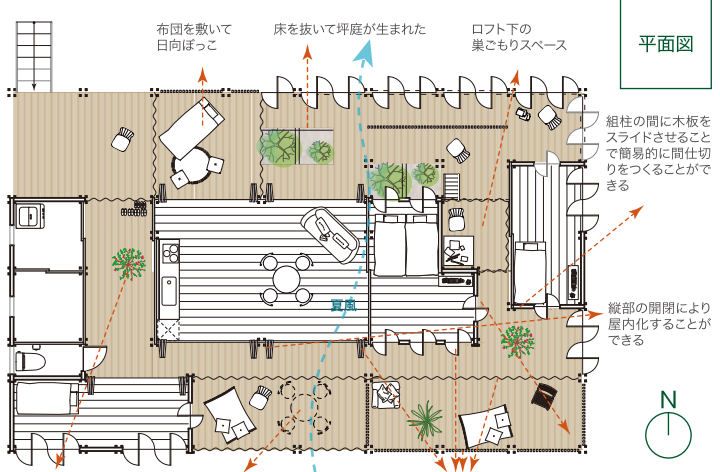 布団を敷いて
日向ぼっこ
床を抜いて坪庭が生まれた
ロフト下の
巣ごもりスペース
平面図
組柱の間に木板を
スライドさせること
で簡易的に間仕切
りをつくることがで
きる
夏風
縦部の開閉により
屋内化することが
できる
N